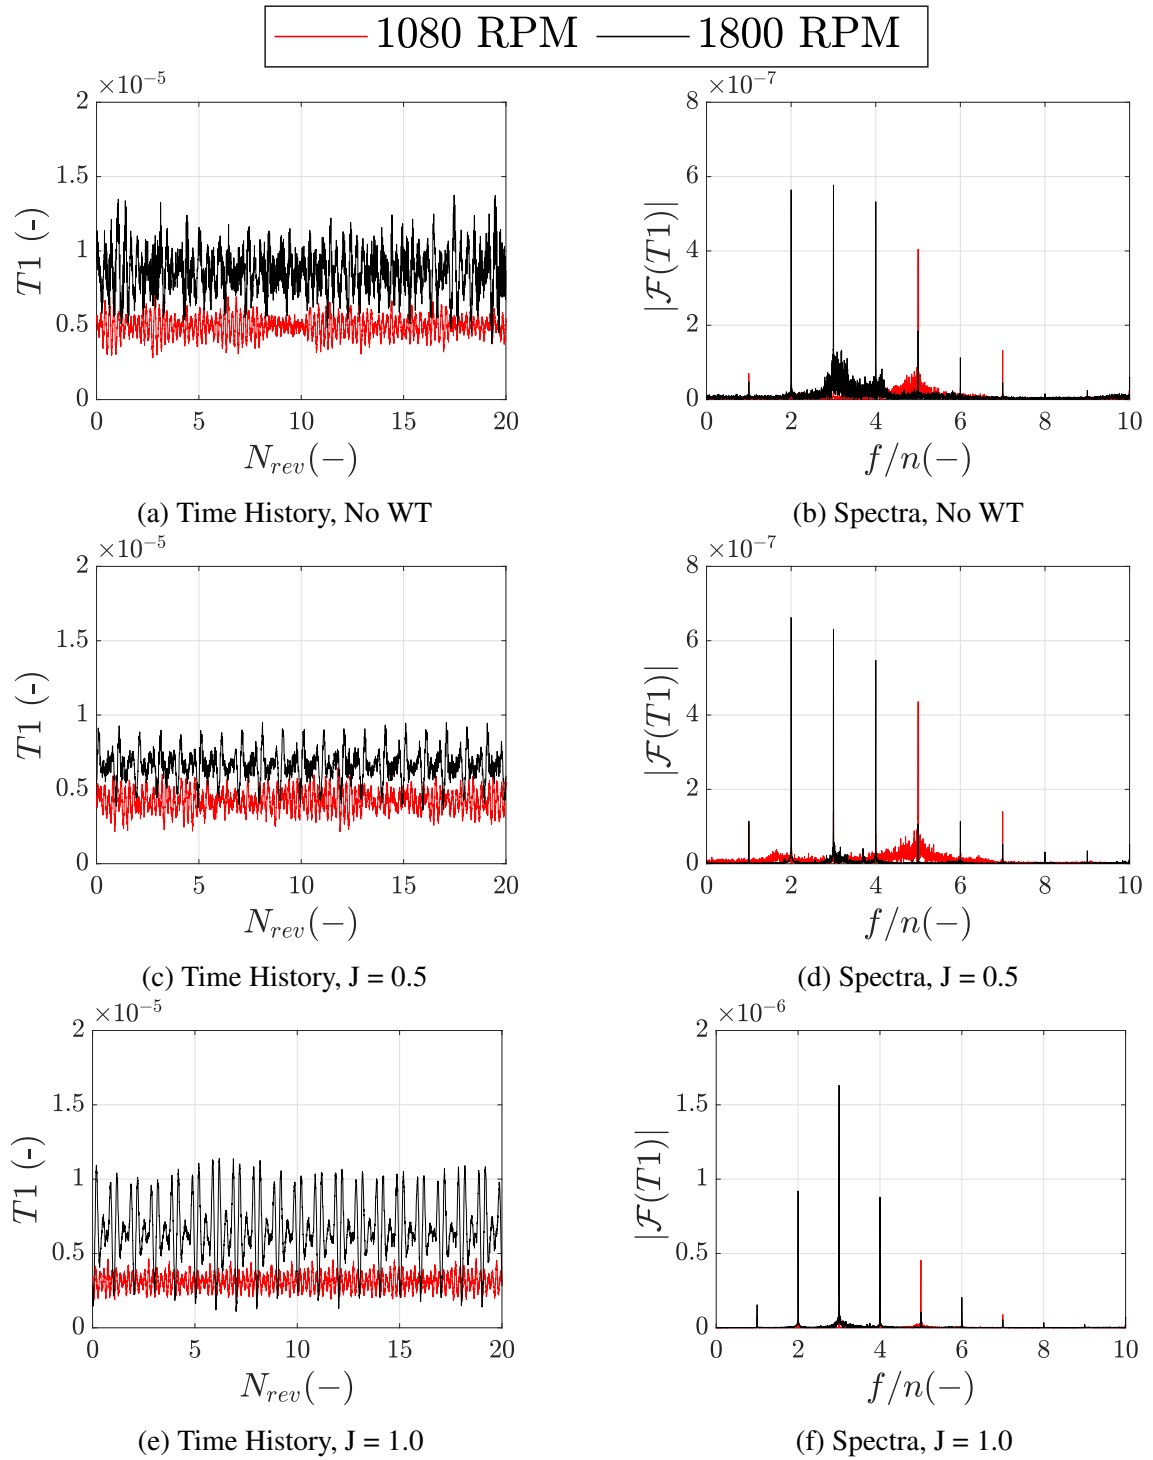 1080 RPM 1800 RPM
×10⁻⁵
2
1.5
1
0.5
0
T1 (-)
0 5 10 15 20
N_rev(−)
(a) Time History, No WT
×10⁻⁷
8
6
4
2
0
|ℱ(T1)|
0 2 4 6 8 10
f/n(−)
(b) Spectra, No WT
×10⁻⁵
2
1.5
1
0.5
0
T1 (-)
0 5 10 15 20
N_rev(−)
(c) Time History, J = 0.5
×10⁻⁷
8
6
4
2
0
|ℱ(T1)|
0 2 4 6 8 10
f/n(−)
(d) Spectra, J = 0.5
×10⁻⁵
2
1.5
1
0.5
0
T1 (-)
0 5 10 15 20
N_rev(−)
(e) Time History, J = 1.0
×10⁻⁶
2
1.5
1
0.5
0
|ℱ(T1)|
0 2 4 6 8 10
f/n(−)
(f) Spectra, J = 1.0